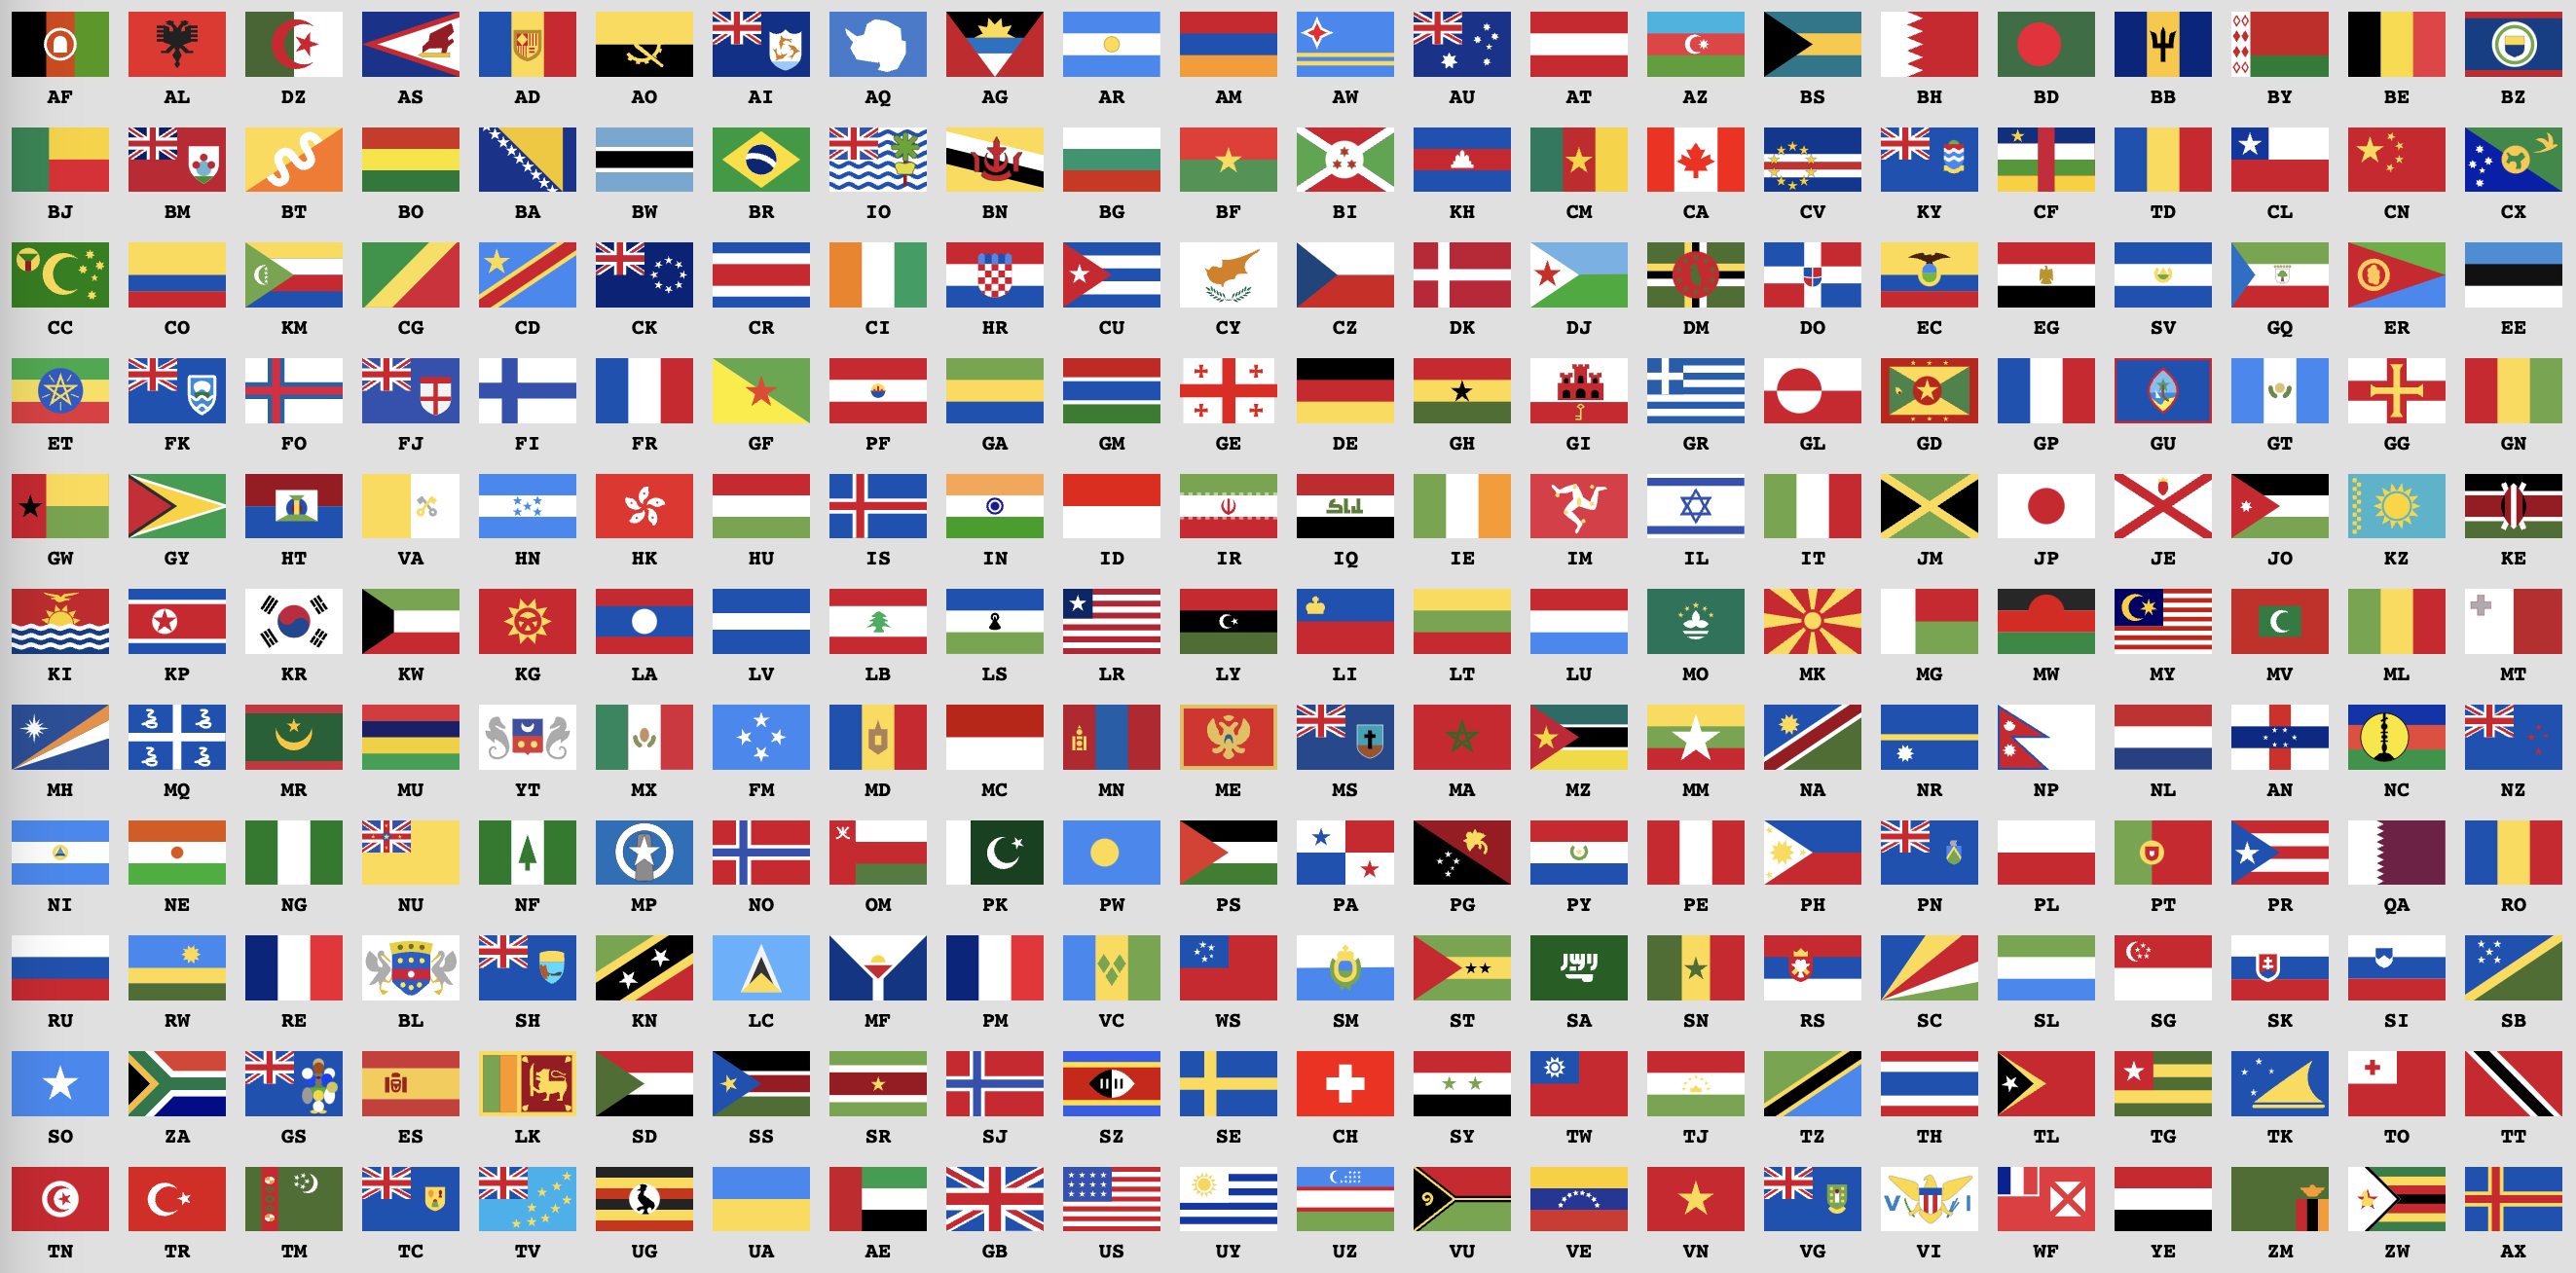 AF AL DZ AS AD AO AI AQ AG AR AM AW AU AT AZ BS BH BD BB BY BE BZ
BJ BM BT BO BA BW BR IO BN BG BF BI KH CM CA CV KY CF TD CL CN CX
CC CO KM CG CD CK CR CI HR CU CY CZ DK DJ DM DO EC EG SV GQ ER EE
ET FK FO FJ FI FR GF PF GA GM GE DE GH GI GR GL GD GP GU GT GG GN
GW GY HT VA HN HK HU IS IN ID IR IQ IE IM IL IT JM JP JE JO KZ KE
KI KP KR KW KG LA LV LB LS LR LY LI LT LU MO MK MG MW MY MV ML MT
MH MQ MR MU YT MX FM MD MC MN ME MS MA MZ MM NA NR NP NL AN NC NZ
NI NE NG NU NF MP NO OM PK PW PS PA PG PY PE PH PN PL PT PR QA RO
RU RW RE BL SH KN LC MF PM VC WS SM ST SA SN RS SC SL SG SK SI SB
SO ZA GS ES LK SD SS SR SJ SZ SE CH SY TW TJ TZ TH TL TG TK TO TT
V I
TN TR TM TC TV UG UA AE GB US UY UZ VU VE VN VG VI WF YE ZM ZW AX